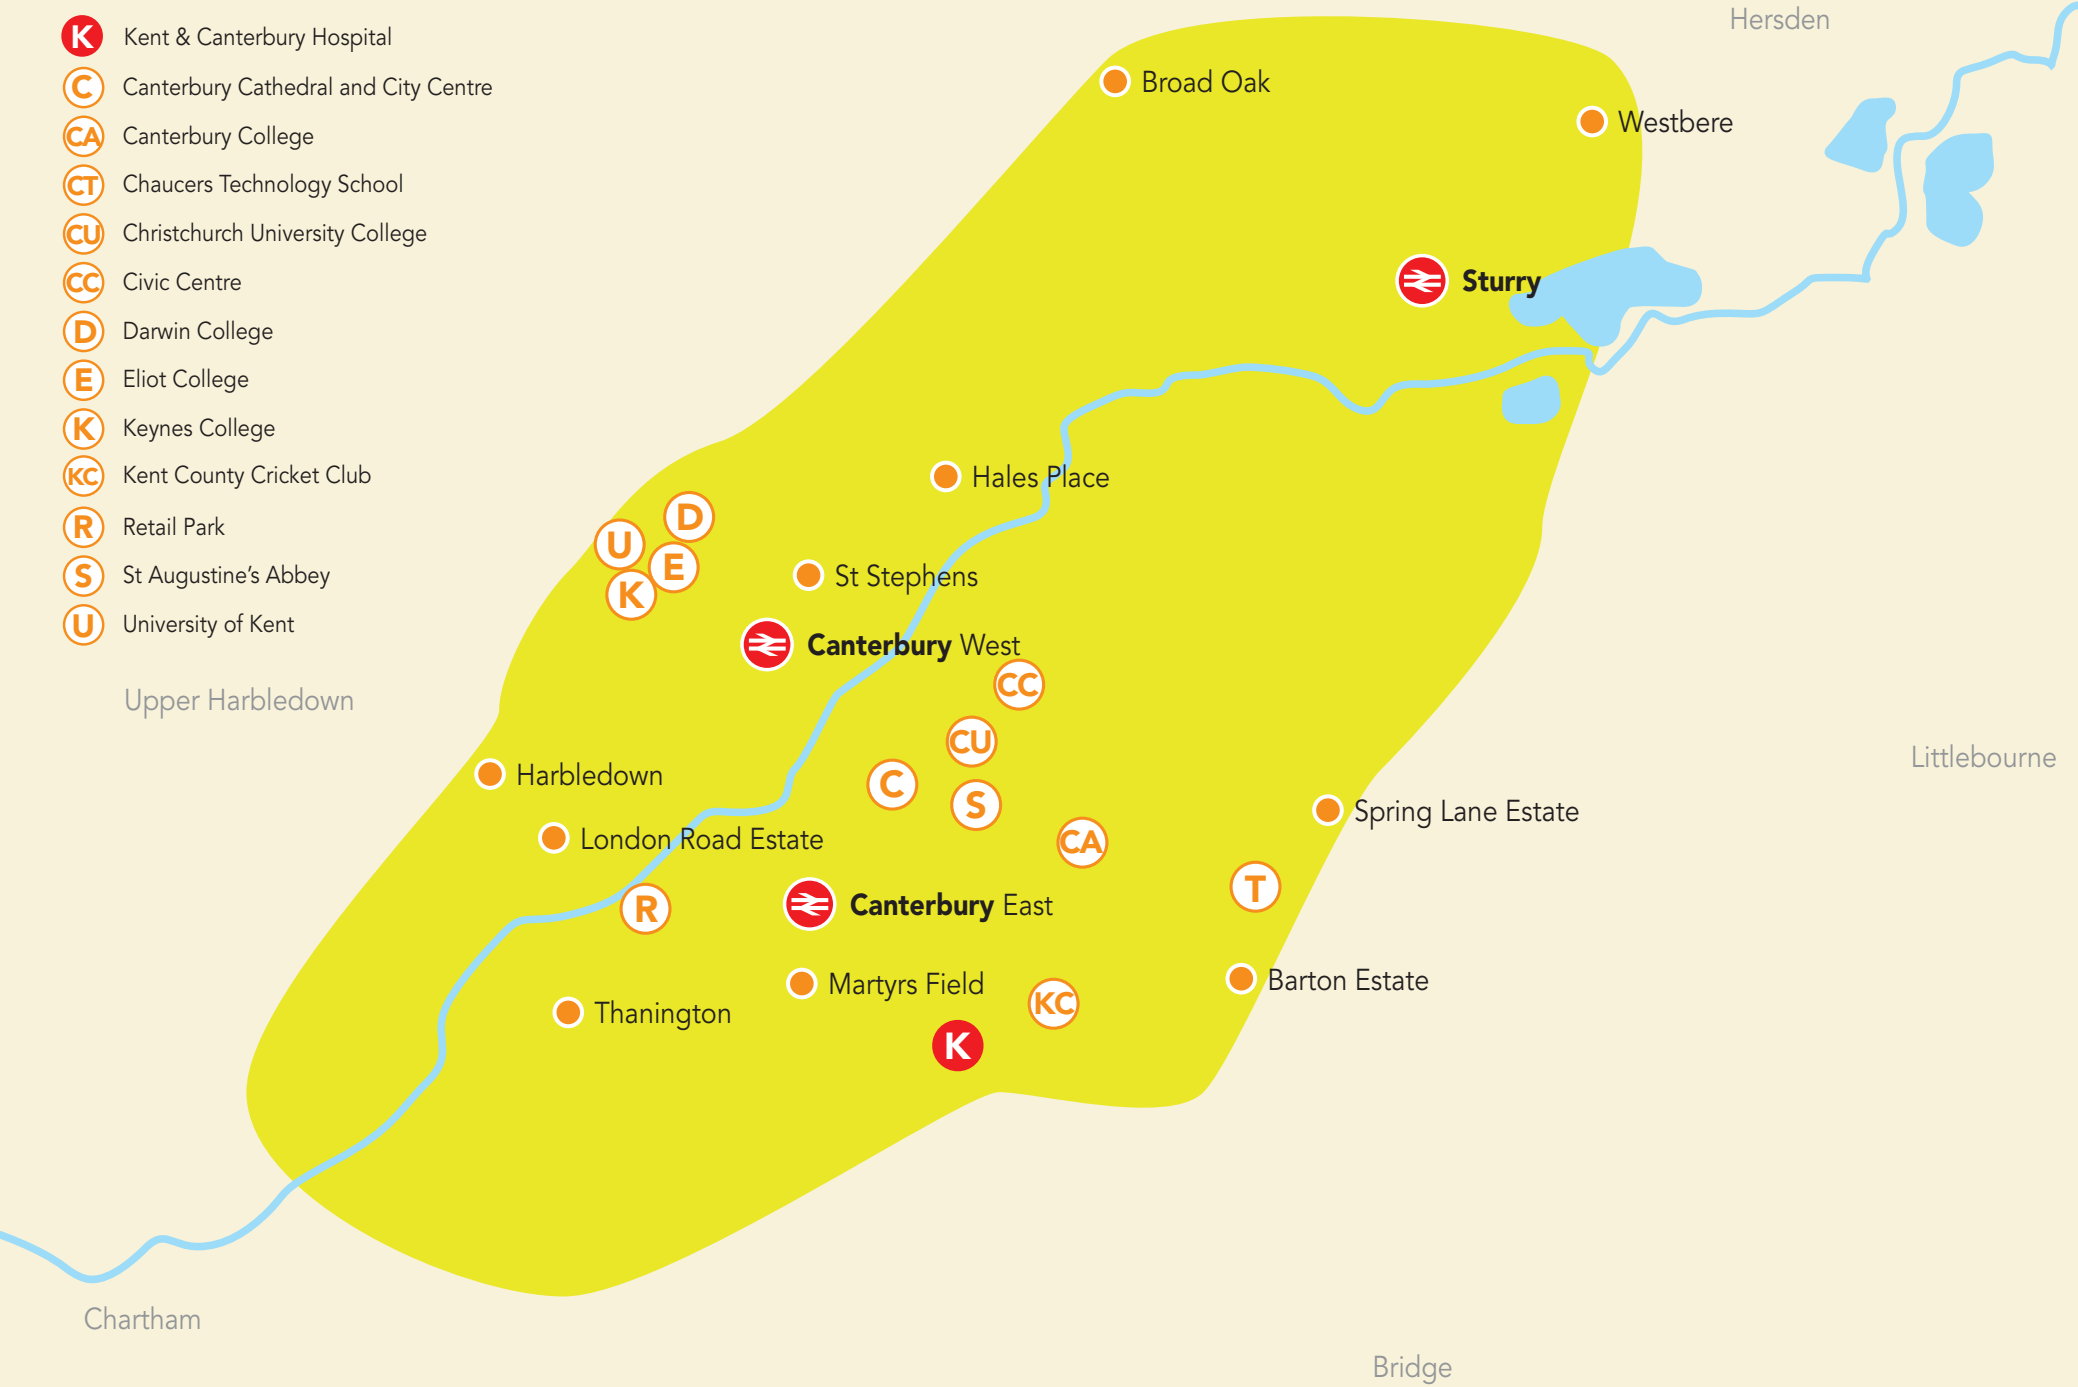 K Kent & Canterbury Hospital
C Canterbury Cathedral and City Centre
CA Canterbury College
CT Chaucers Technology School
CU Christchurch University College
CC Civic Centre
D Darwin College
E Eliot College
K Keynes College
KC Kent County Cricket Club
R Retail Park
S St Augustine's Abbey
U University of Kent
Hersden
Broad Oak
Westbere
Sturry
Hales Place
D
U
E
K
St Stephens
Canterbury West
CC
Upper Harbledown
CU
Littlebourne
Harbledown
C
S
Spring Lane Estate
London Road Estate
CA
T
R
Canterbury East
Barton Estate
Martyrs Field
KC
Thanington
K
Chartham
Bridge